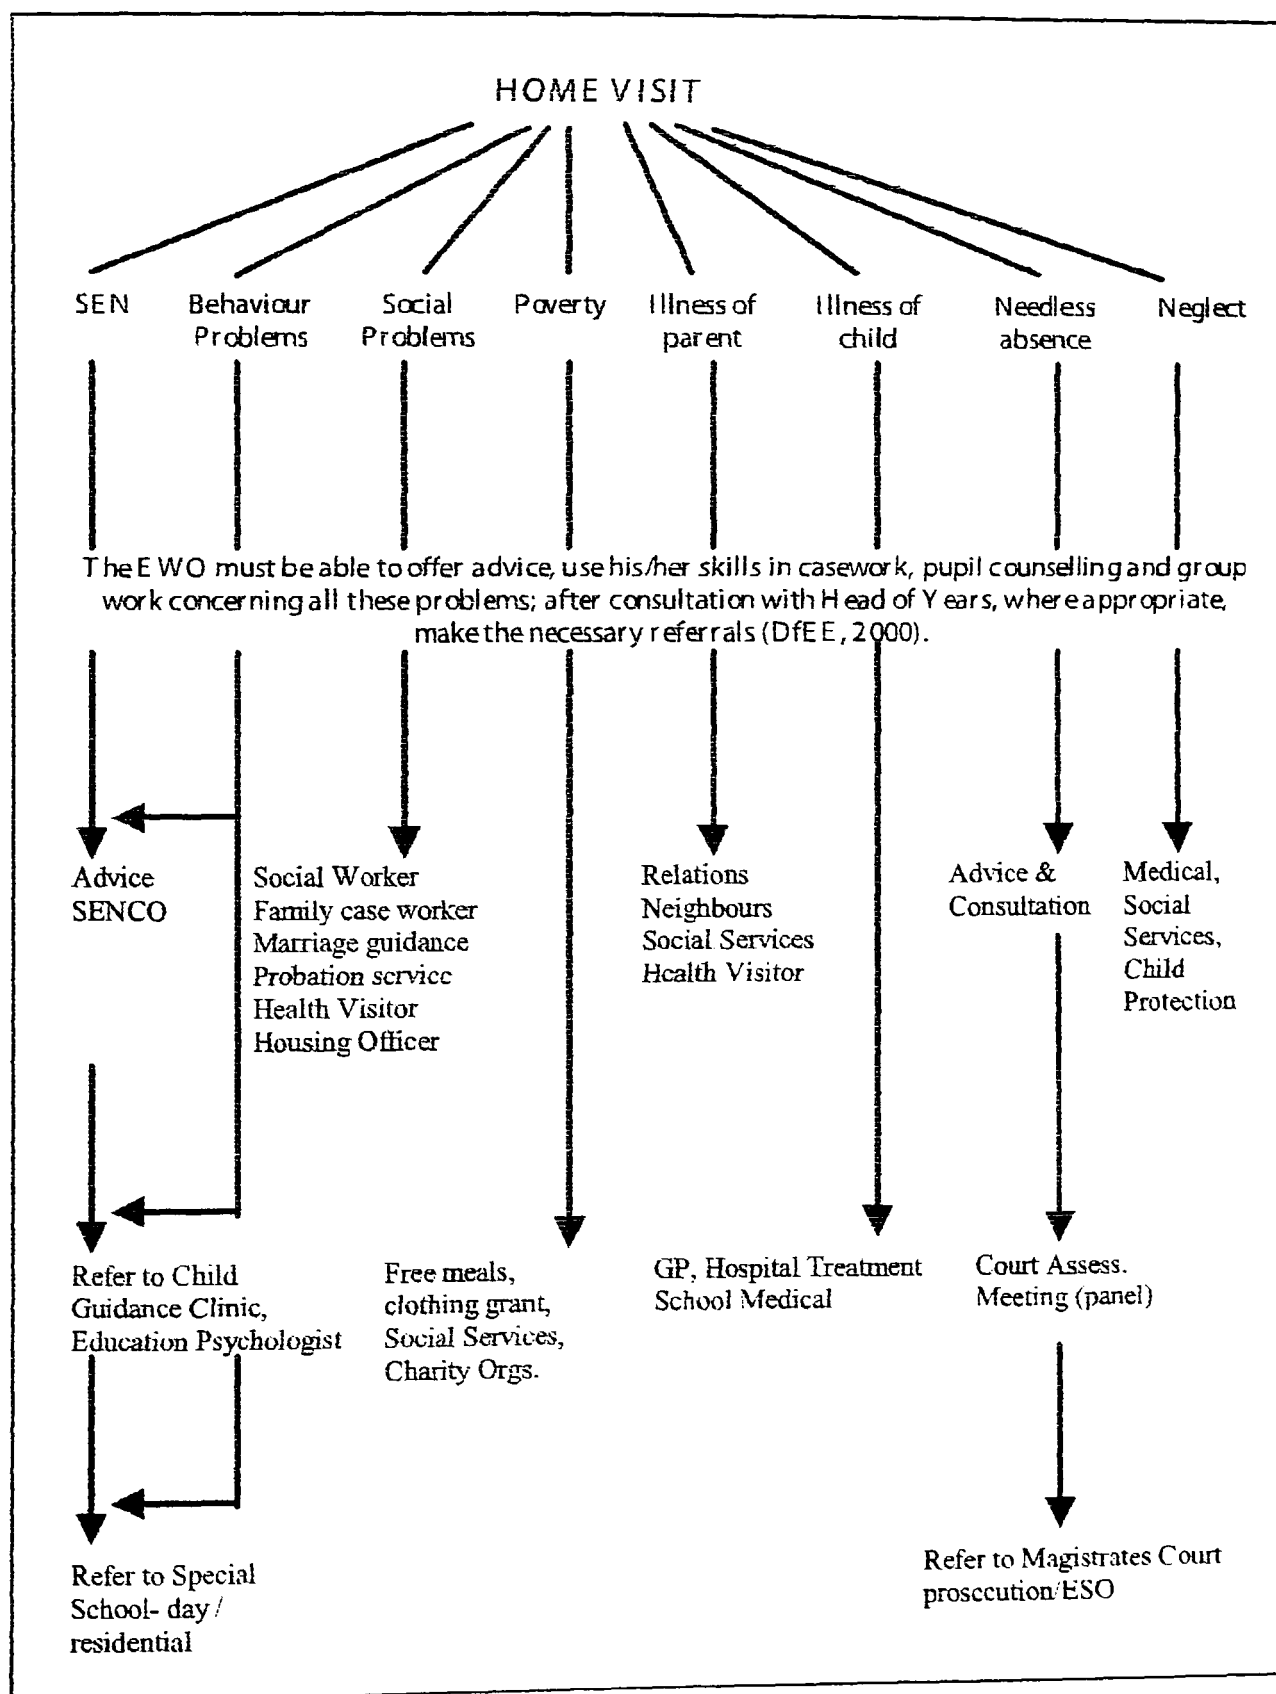 HOME VISIT
SEN
Behaviour
Problems
Social
Problems
Poverty
Illness of
parent
Illness of
child
Needless
absence
Neglect
The EWO must be able to offer advice, use his/her skills in casework, pupil counselling and group
work concerning all these problems; after consultation with Head of Years, where appropriate,
make the necessary referrals (DfEE, 2000).
Advice
SENCO
Social Worker
Family case worker
Marriage guidance
Probation service
Health Visitor
Housing Officer
Relations
Neighbours
Social Services
Health Visitor
Advice &
Consultation
Medical,
Social
Services,
Child
Protection
Refer to Child
Guidance Clinic,
Education Psychologist
Free meals,
clothing grant,
Social Services,
Charity Orgs.
GP, Hospital Treatment
School Medical
Court Assess.
Meeting (panel)
Refer to Special
School- day /
residential
Refer to Magistrates Court
prosecution/ESO